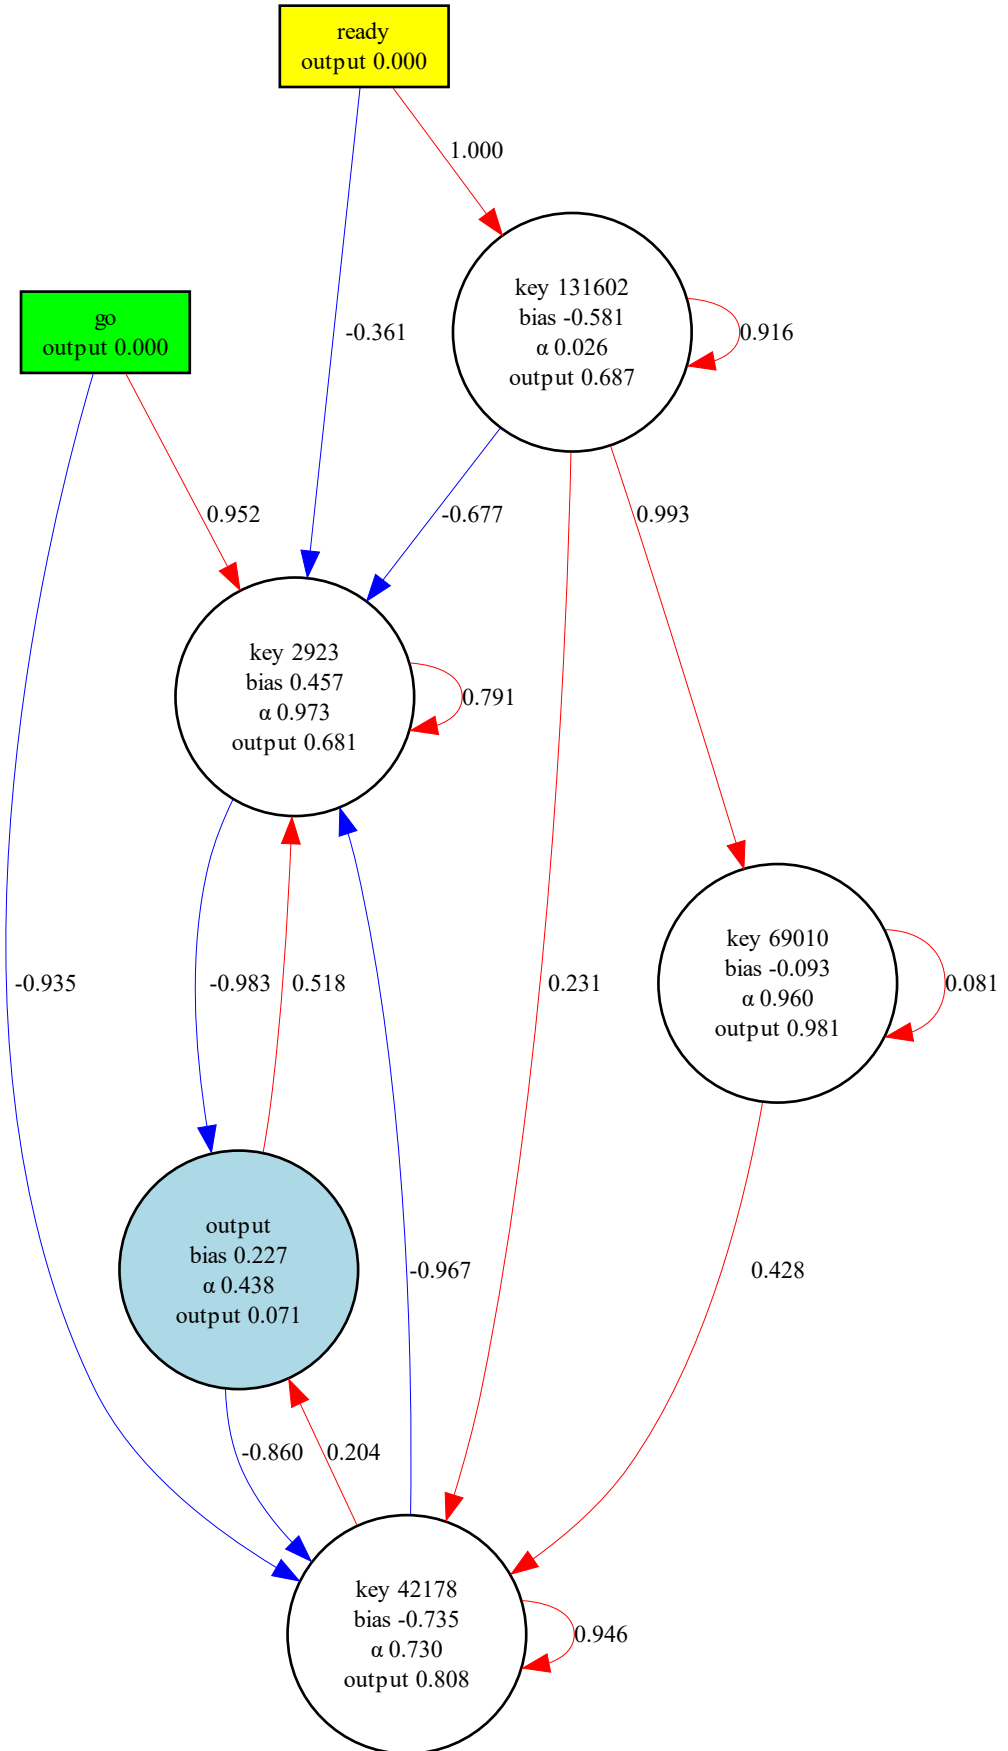 ready
output 0.000
1.000
key 131602
bias -0.581
α 0.026
output 0.687
0.916
go
output 0.000
-0.361
0.952
-0.677
0.993
key 2923
bias 0.457
α 0.973
output 0.681
0.791
key 69010
bias -0.093
α 0.960
output 0.981
0.081
-0.935
-0.983
0.518
0.231
output
bias 0.227
α 0.438
output 0.071
-0.967
0.428
-0.860
0.204
key 42178
bias -0.735
α 0.730
output 0.808
0.946